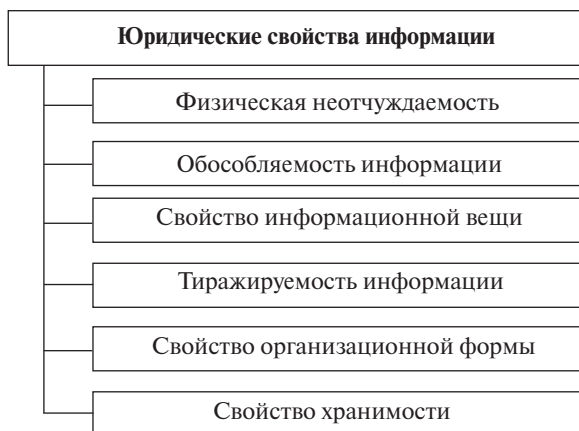 Юридические свойства информации
Физическая неотчуждаемость
Обособляемость информации
Свойство информационной вещи
Тиражируемость информации
Свойство организационной формы
Свойство хранимости